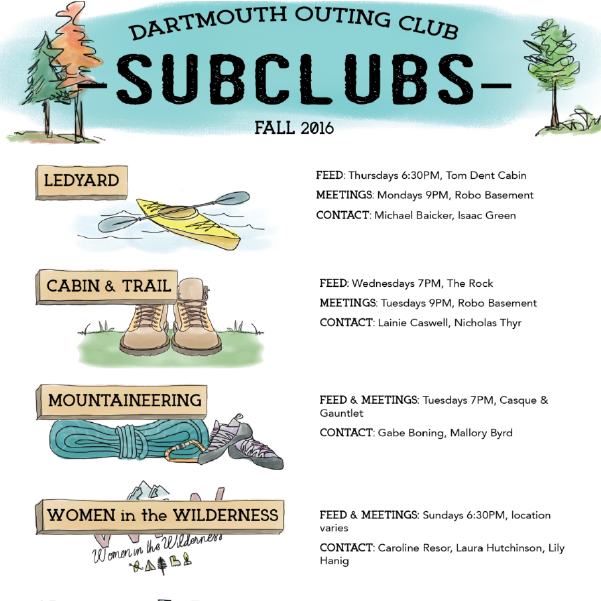 DARTMOUTH OUTING CLUB
-SUBCLUBS-
FALL 2016
LEDYARD
FEED: Thursdays 6:30PM, Tom Dent Cabin
MEETINGS: Mondays 9PM, Robo Basement
CONTACT: Michael Baicker, Isaac Green
CABIN & TRAIL
FEED: Wednesdays 7PM, The Rock
MEETINGS: Tuesdays 9PM, Robo Basement
CONTACT: Lainie Caswell, Nicholas Thyr
MOUNTAINEERING
FEED & MEETINGS: Tuesdays 7PM, Casque &
Gauntlet
CONTACT: Gabe Boning, Mallory Byrd
WOMEN in the WILDERNESS
Women in the Wilderness
FEED & MEETINGS: Sundays 6:30PM, location
varies
CONTACT: Caroline Resor, Laura Hutchinson, Lily
Hanig